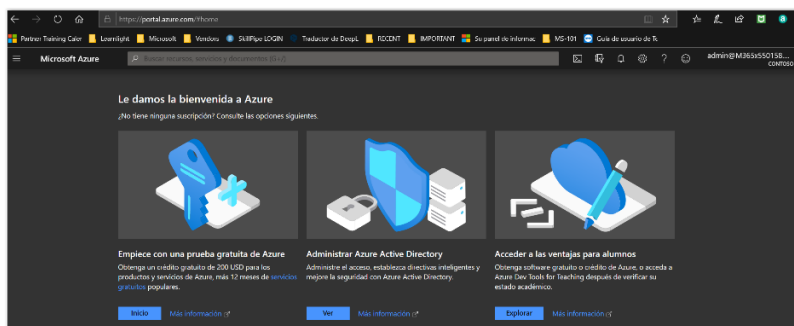 https://portal.azure.com/#home
Partner Training Caler Learnlight Microsoft Vendors SkillPipe LOGIN Traductor de DeepL RECENT IMPORTANT Su panel de informac MS-101 Guía de usuario de Te
Microsoft Azure Buscar recursos, servicios y documentos (G+/) admin@M365x550158...
CONTOSO
Le damos la bienvenida a Azure
¿No tiene ninguna suscripción? Consulte las opciones siguientes.
Empiece con una prueba gratuita de Azure
Obtenga un crédito gratuito de 200 USD para los
productos y servicios de Azure, más 12 meses de servicios
gratuitos populares.
Inicio Más información
Administrar Azure Active Directory
Administre el acceso, establezca directivas inteligentes y
mejore la seguridad con Azure Active Directory.
Ver Más información
Acceder a las ventajas para alumnos
Obtenga software gratuito o crédito de Azure, o acceda a
Azure Dev Tools for Teaching después de verificar su
estado académico.
Explorar Más información